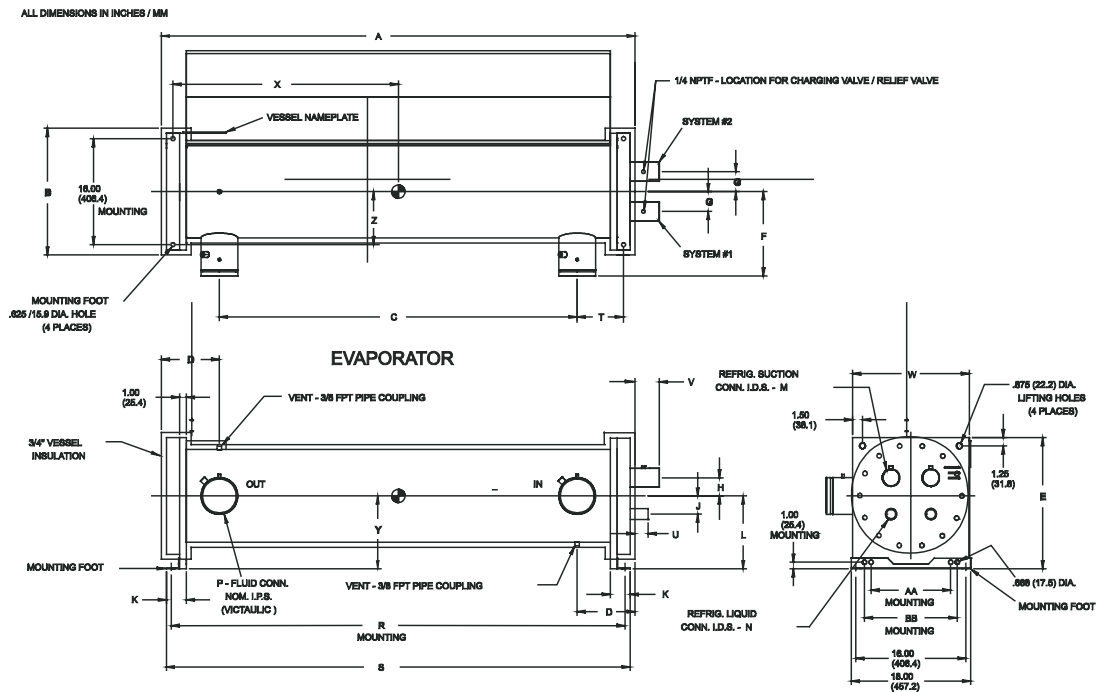 ALL DIMENSIONS IN INCHES / MM
A
X
1/4 NPTF - LOCATION FOR CHARGING VALVE / RELIEF VALVE
VESSEL NAMEPLATE
SYSTEM #2
B
16.00
(406.4)
MOUNTING
G
G
Z
F
SYSTEM #1
MOUNTING FOOT
.625 /15.9 DIA. HOLE
(4 PLACES)
C
T
EVAPORATOR
D
REFRIG. SUCTION
CONN. I.D.S. - M
V
W
.875 (22.2) DIA.
LIFTING HOLES
(4 PLACES)
1.00
(25.4)
VENT - 3/8 FPT PIPE COUPLING
1.50
(38.1)
3/4" VESSEL
INSULATION
1.25
(31.8)
OUT
IN
H
J
E
Y
U
L
1.00
(25.4)
MOUNTING
MOUNTING FOOT
P - FLUID CONN.
NOM. I.P.S.
(VICTAULIC )
VENT - 3/8 FPT PIPE COUPLING
K
K
D
AA
MOUNTING
.688 (17.5) DIA.
MOUNTING FOOT
R
MOUNTING
REFRIG. LIQUID
CONN. I.D.S. - N
BB
MOUNTING
S
16.00
(406.4)
18.00
(457.2)